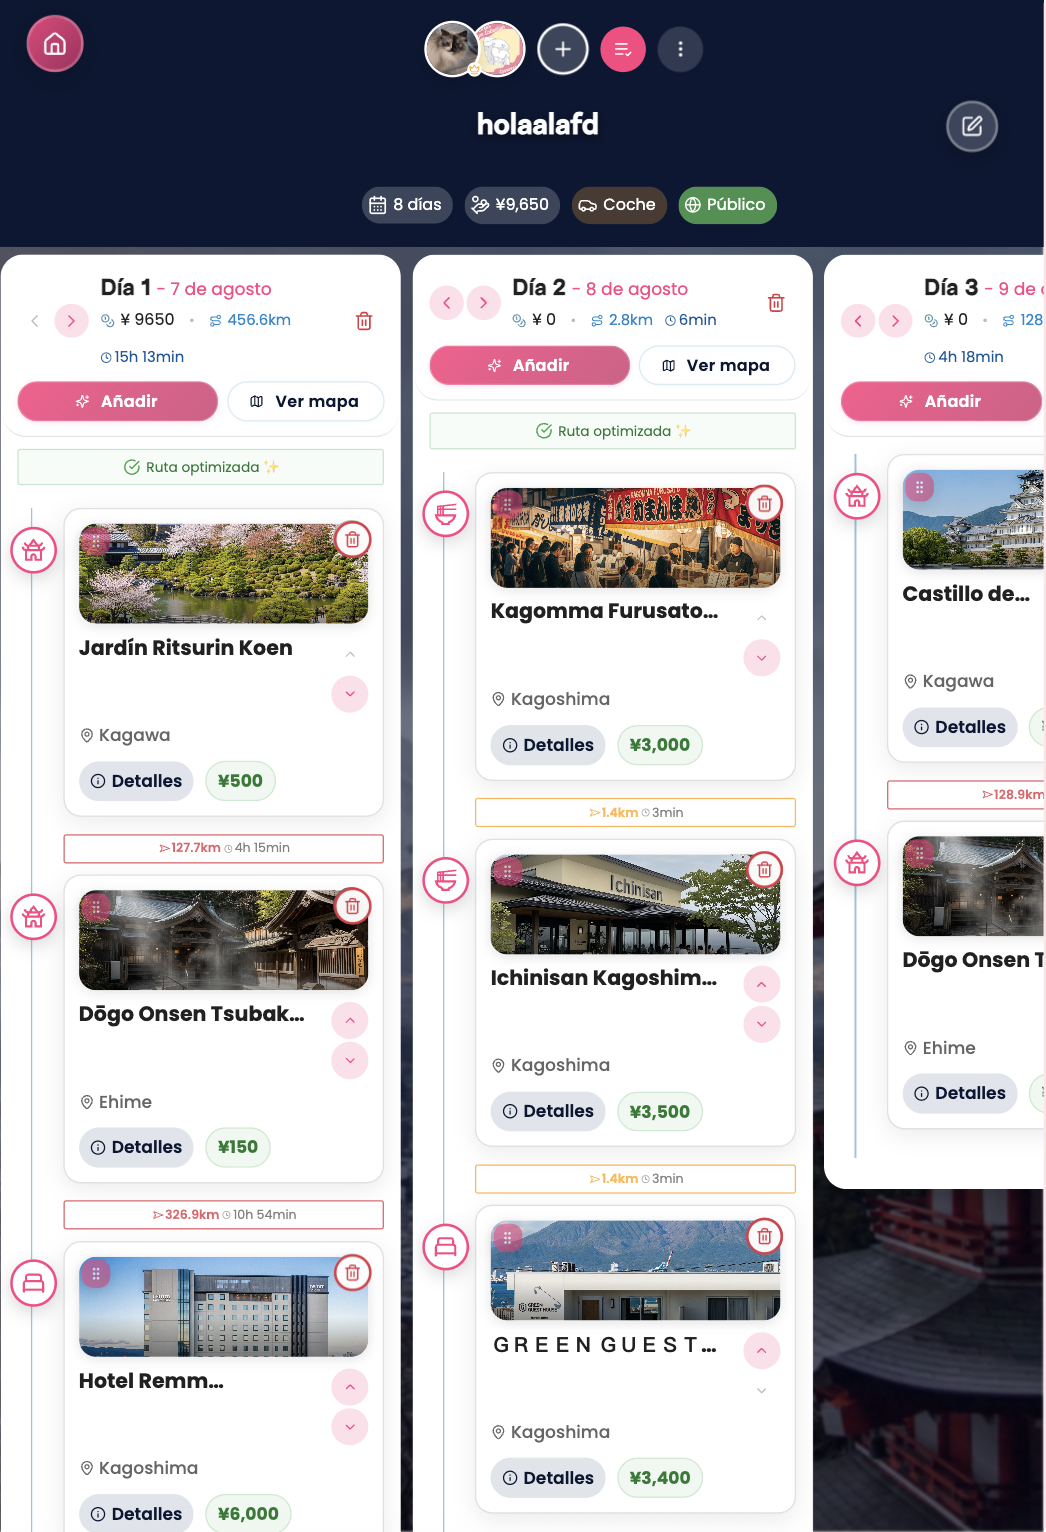 holaalafd
8 días
¥9,650
Coche
Público
Día 1 - 7 de agosto
¥ 9650 • 456.6km
15h 13min
Añadir
Ver mapa
Ruta optimizada ✨
Jardín Ritsurin Koen
Kagawa
Detalles
¥500
127.7km 4h 15min
Dōgo Onsen Tsubak...
Ehime
Detalles
¥150
326.9km 10h 54min
Hotel Remm...
Kagoshima
Detalles
¥6,000
Día 2 - 8 de agosto
¥ 0 • 2.8km 6min
Añadir
Ver mapa
Ruta optimizada ✨
Kagomma Furusato...
Kagoshima
Detalles
¥3,000
1.4km 3min
Ichinisan
Ichinisan Kagoshim...
Kagoshima
Detalles
¥3,500
1.4km 3min
GREEN
GUEST HOUSE
ＧＲＥＥＮ ＧＵＥＳＴ...
Kagoshima
Detalles
¥3,400
Día 3 - 9 de
¥ 0 • 128
4h 18min
Añadir
Castillo de...
Kagawa
Detalles
128.9km
Dōgo Onsen T
Ehime
Detalles